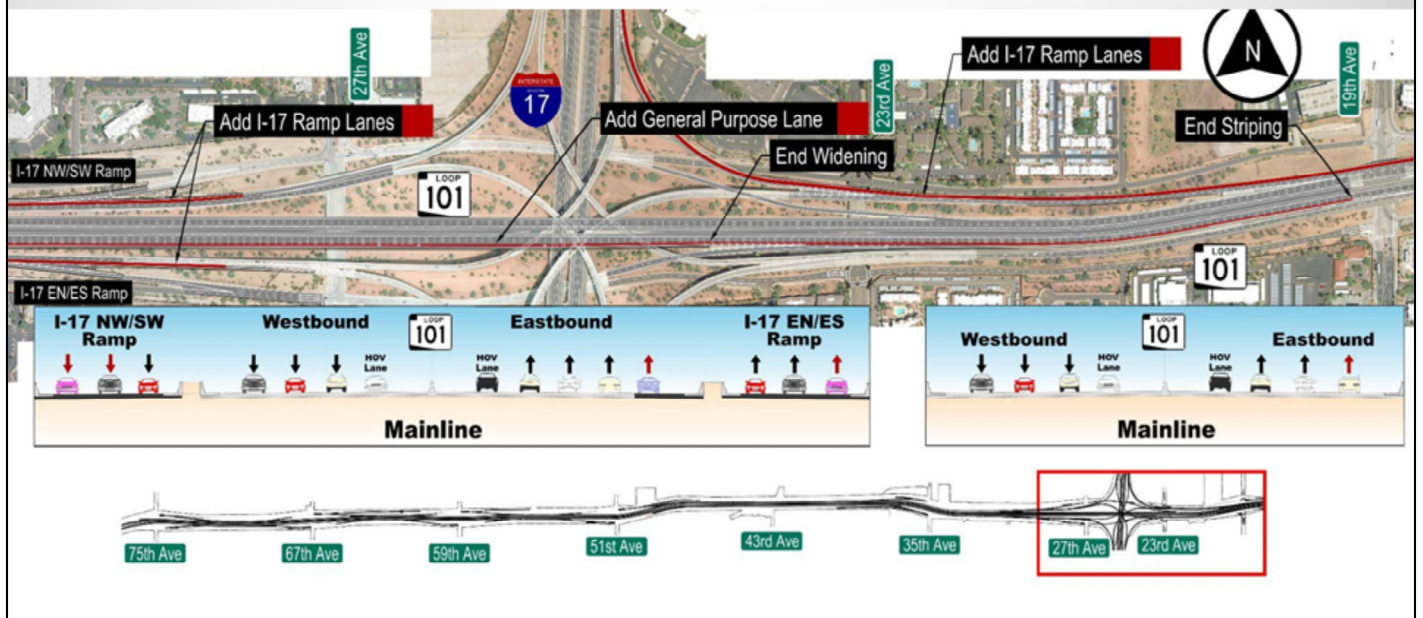 27th Ave
INTERSTATE
17
Add I-17 Ramp Lanes
N
19th Ave
Add I-17 Ramp Lanes
Add General Purpose Lane
23rd Ave
End Striping
End Widening
I-17 NW/SW Ramp
LOOP
101
LOOP
101
I-17 EN/ES Ramp
I-17 NW/SW
Ramp
Westbound
LOOP
101
Eastbound
I-17 EN/ES
Ramp
HOV
Lane
HOV
Lane
Mainline
Westbound
LOOP
101
Eastbound
HOV
Lane
HOV
Lane
Mainline
75th Ave
67th Ave
59th Ave
51st Ave
43rd Ave
35th Ave
27th Ave
23rd Ave